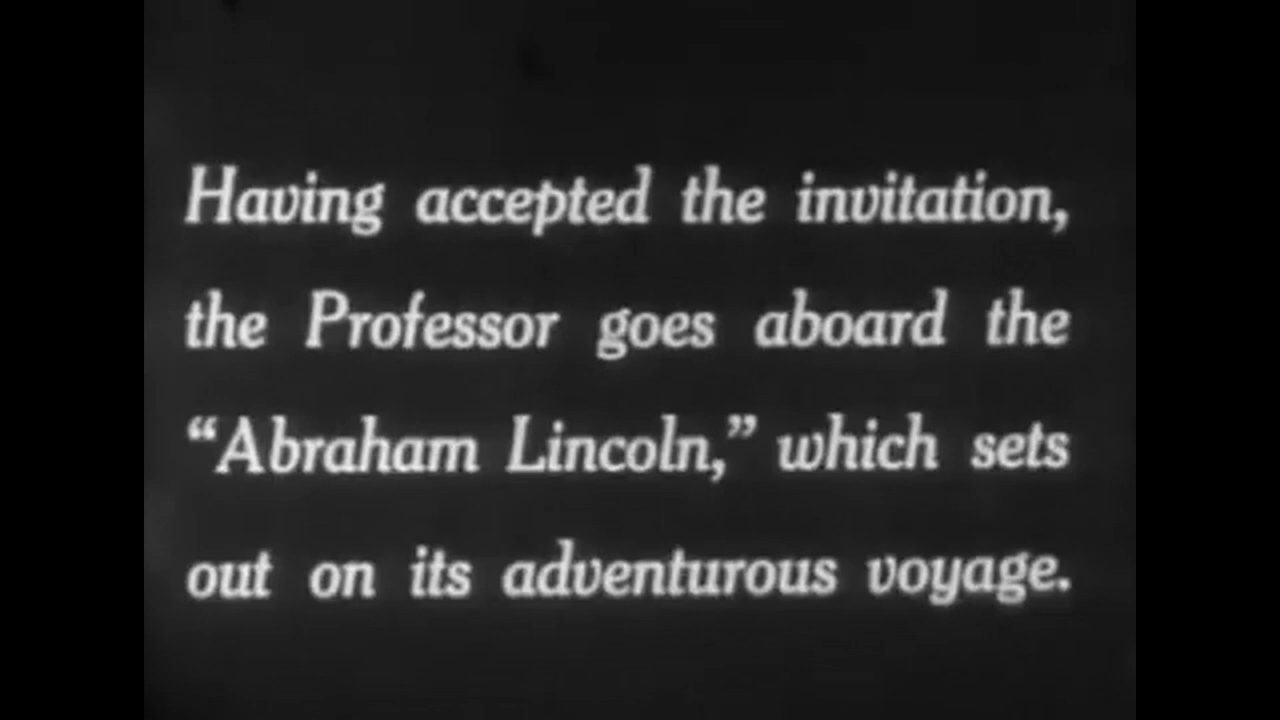 Having accepted the invitation,
the Professor goes aboard the
“Abraham Lincoln,” which sets
out on its adventurous voyage.